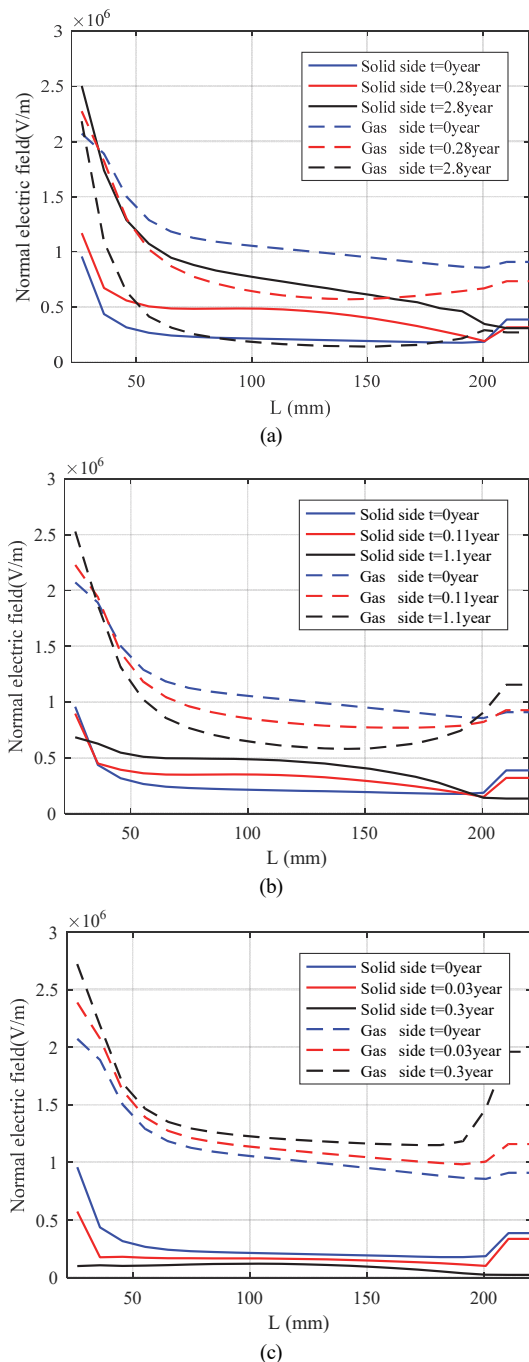 ×10⁶
3
2.5
2
1.5
1
0.5
0
Normal electric field(V/m)
Solid side t=0year
Solid side t=0.28year
Solid side t=2.8year
Gas side t=0year
Gas side t=0.28year
Gas side t=2.8year
50 100 150 200
L (mm)
(a)
×10⁶
3
2.5
2
1.5
1
0.5
0
Normal electric field(V/m)
Solid side t=0year
Solid side t=0.11year
Solid side t=1.1year
Gas side t=0year
Gas side t=0.11year
Gas side t=1.1year
50 100 150 200
L (mm)
(b)
×10⁶
3
2.5
2
1.5
1
0.5
0
Normal electric field(V/m)
Solid side t=0year
Solid side t=0.03year
Solid side t=0.3year
Gas side t=0year
Gas side t=0.03year
Gas side t=0.3year
50 100 150 200
L (mm)
(c)